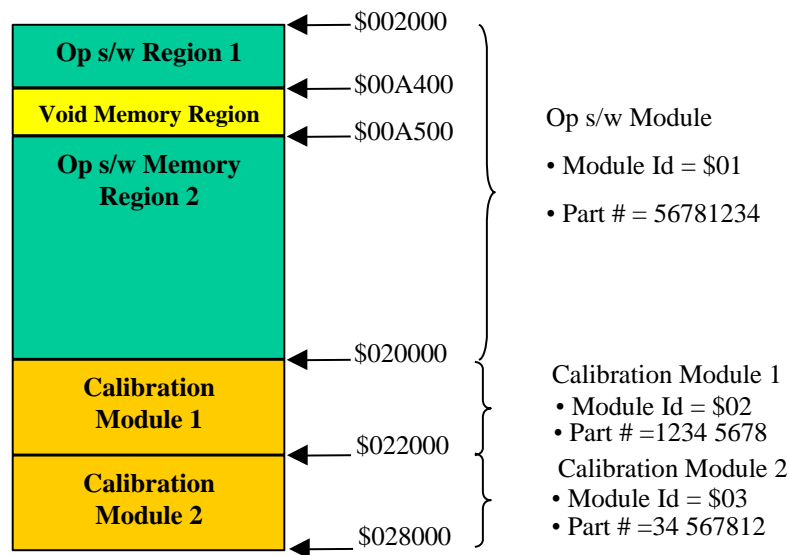 $002000
Op s/w Region 1
$00A400
Void Memory Region
$00A500
Op s/w Memory
Region 2
Op s/w Module
• Module Id = $01
• Part # = 56781234
$020000
Calibration
Module 1
Calibration Module 1
• Module Id = $02
• Part # =1234 5678
$022000
Calibration
Module 2
Calibration Module 2
• Module Id = $03
• Part # =34 567812
$028000